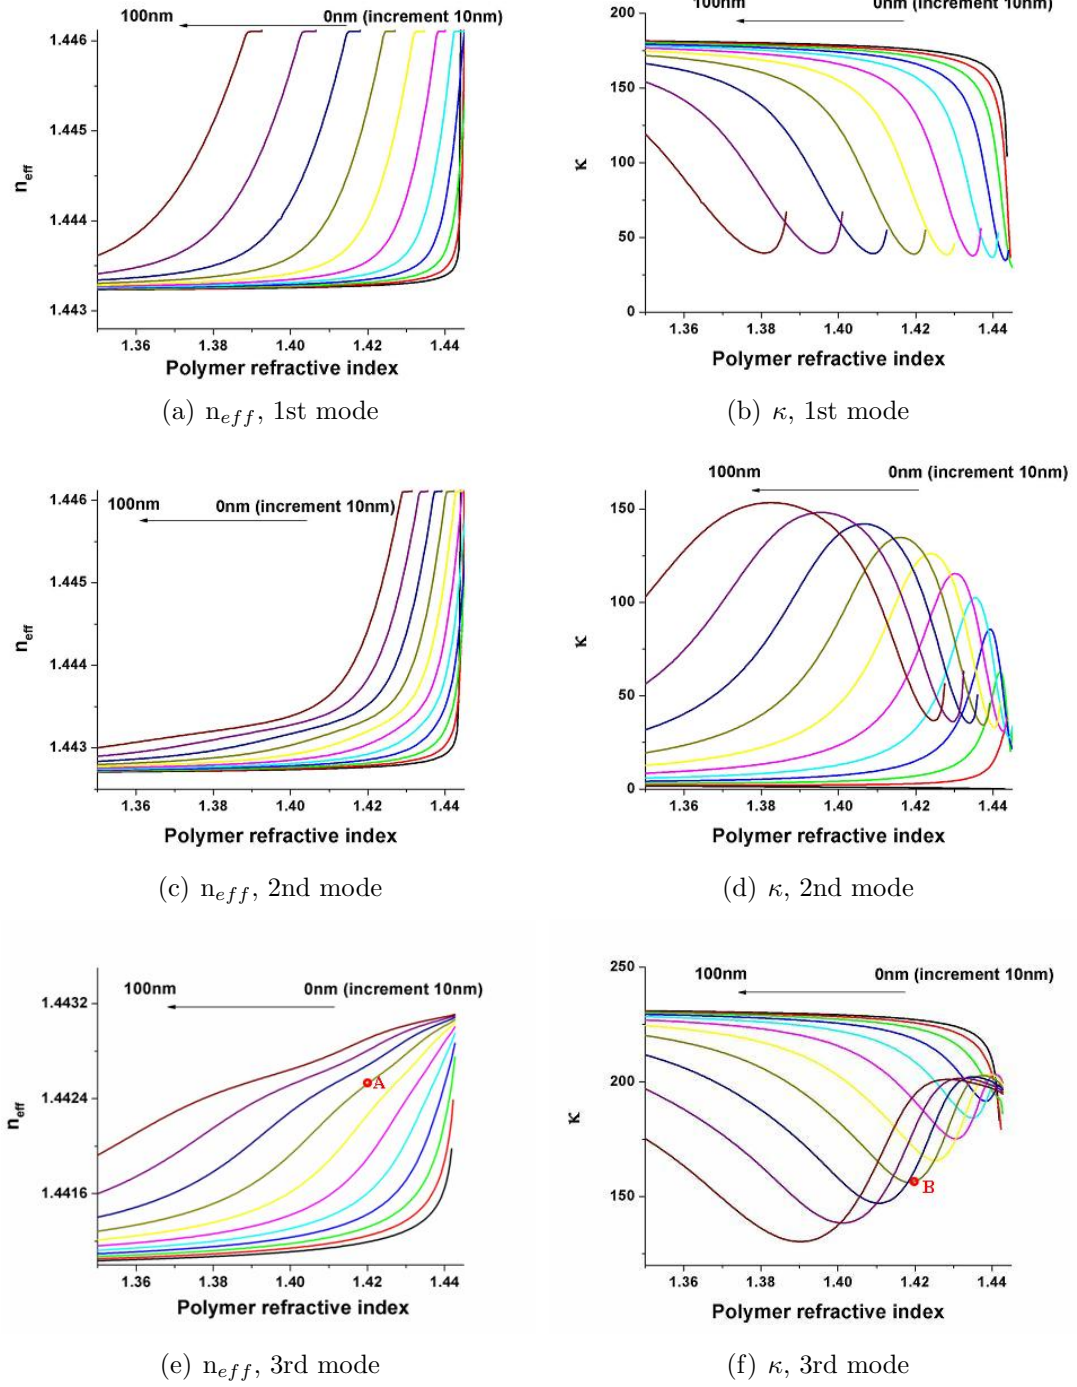 100nm 0nm (increment 10nm)
1.446
1.445
1.444
1.443
n_eff
1.36 1.38 1.40 1.42 1.44
Polymer refractive index
(a) n_eff, 1st mode
100nm 0nm (increment 10nm)
200
150
100
50
0
κ
1.36 1.38 1.40 1.42 1.44
Polymer refractive index
(b) κ, 1st mode
100nm 0nm (increment 10nm)
1.446
1.445
1.444
1.443
n_eff
1.36 1.38 1.40 1.42 1.44
Polymer refractive index
(c) n_eff, 2nd mode
100nm 0nm (increment 10nm)
150
100
50
0
κ
1.36 1.38 1.40 1.42 1.44
Polymer refractive index
(d) κ, 2nd mode
100nm 0nm (increment 10nm)
1.4432
1.4424
1.4416
n_eff
A
1.36 1.38 1.40 1.42 1.44
Polymer refractive index
(e) n_eff, 3rd mode
100nm 0nm (increment 10nm)
250
200
150
κ
B
1.36 1.38 1.40 1.42 1.44
Polymer refractive index
(f) κ, 3rd mode